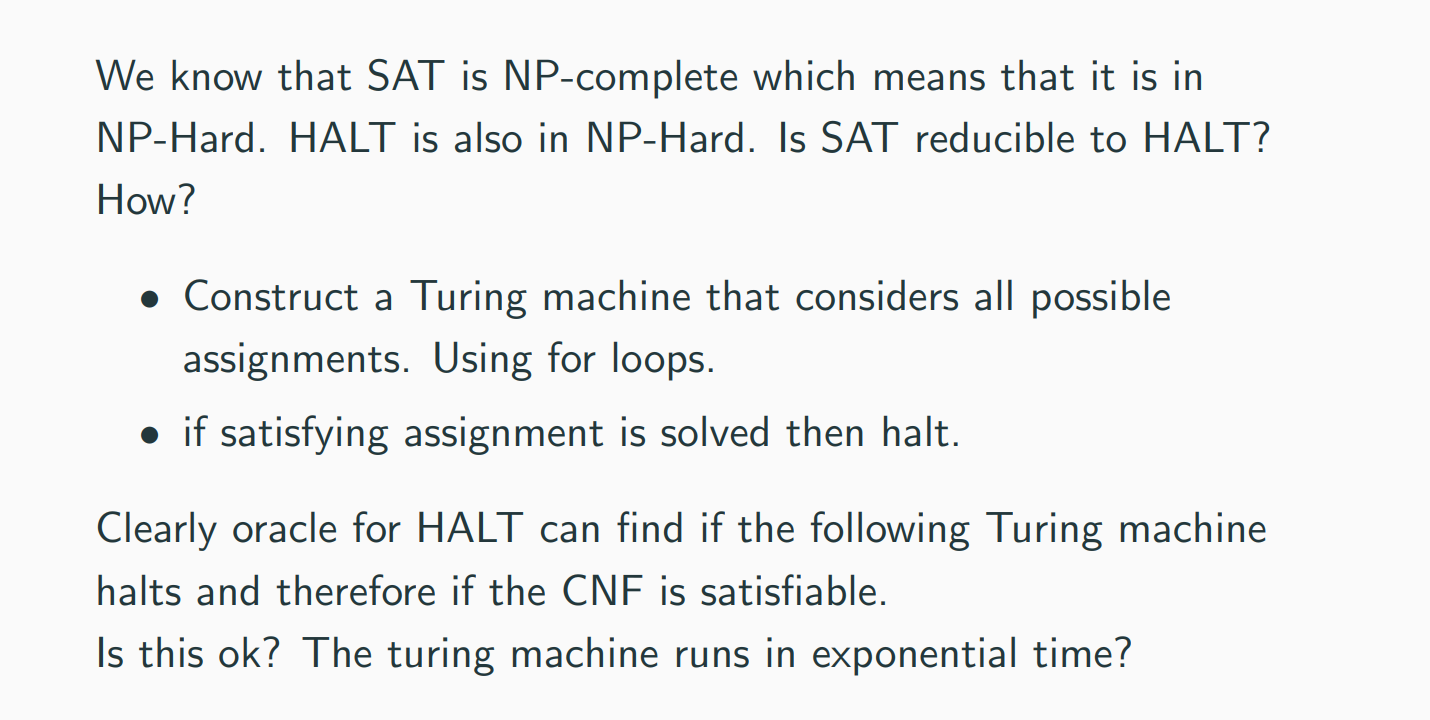 We know that SAT is NP-complete which means that it is in
NP-Hard. HALT is also in NP-Hard. Is SAT reducible to HALT?
How?
• Construct a Turing machine that considers all possible
assignments. Using for loops.
• if satisfying assignment is solved then halt.
Clearly oracle for HALT can find if the following Turing machine
halts and therefore if the CNF is satisfiable.
Is this ok? The turing machine runs in exponential time?